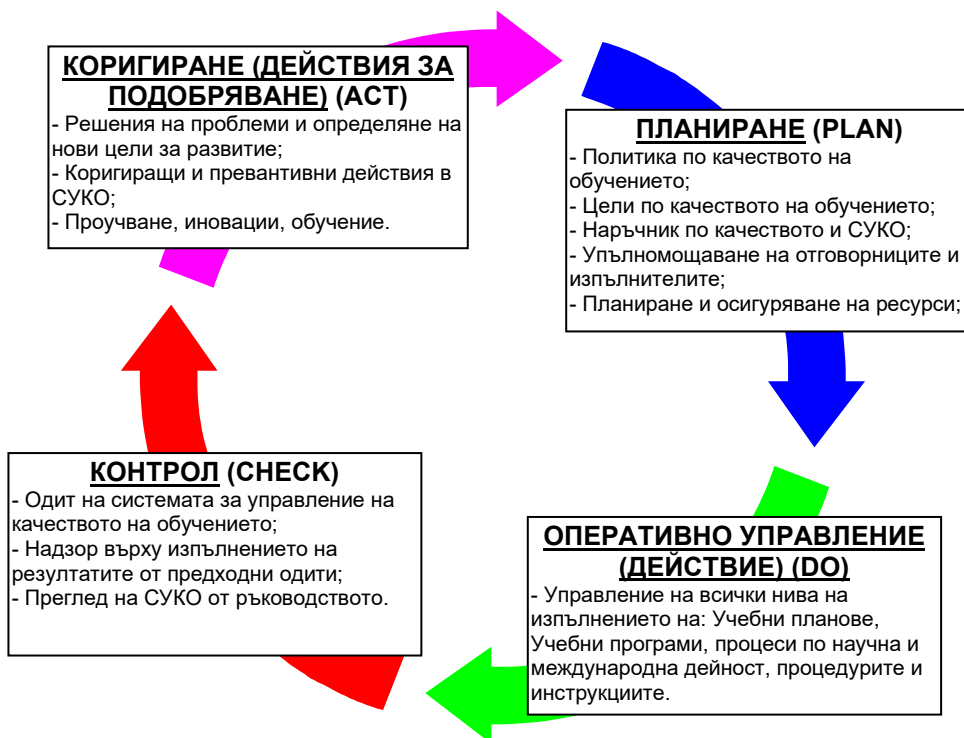 КОРИГИРАНЕ (ДЕЙСТВИЯ ЗА
ПОДОБРЯВАНЕ) (ACT)
- Решения на проблеми и определяне на
нови цели за развитие;
- Коригиращи и превантивни действия в
СУКО;
- Проучване, иновации, обучение.
ПЛАНИРАНЕ (PLAN)
- Политика по качеството на
обучението;
- Цели по качеството на обучението;
- Наръчник по качеството и СУКО;
- Упълномощаване на отговорниците и
изпълнителите;
- Планиране и осигуряване на ресурси;
ОПЕРАТИВНО УПРАВЛЕНИЕ
(ДЕЙСТВИЕ) (DO)
- Управление на всички нива на
изпълнението на: Учебни планове,
Учебни програми, процеси по научна и
международна дейност, процедурите и
инструкциите.
КОНТРОЛ (CHECK)
- Одит на системата за управление на
качеството на обучението;
- Надзор върху изпълнението на
резултатите от предходни одити;
- Преглед на СУКО от ръководството.